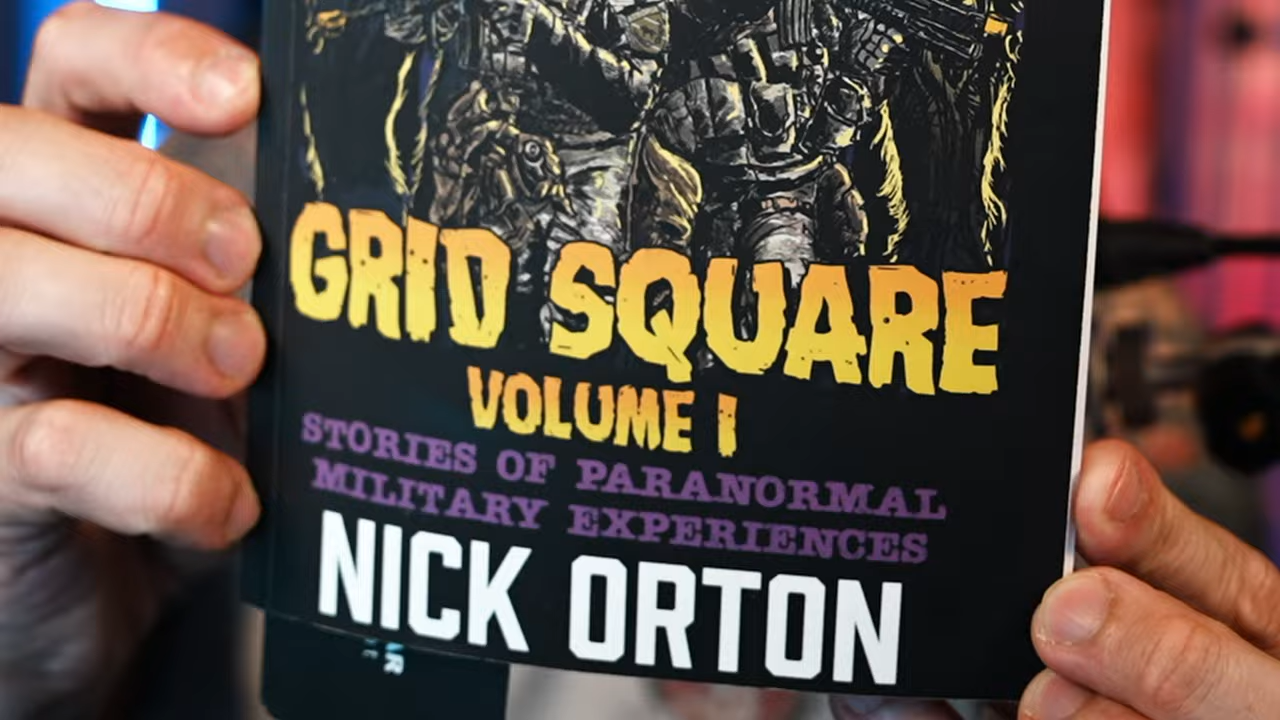 GRID SQUARE
VOLUME I
STORIES OF PARANORMAL
MILITARY EXPERIENCES
NICK ORTON